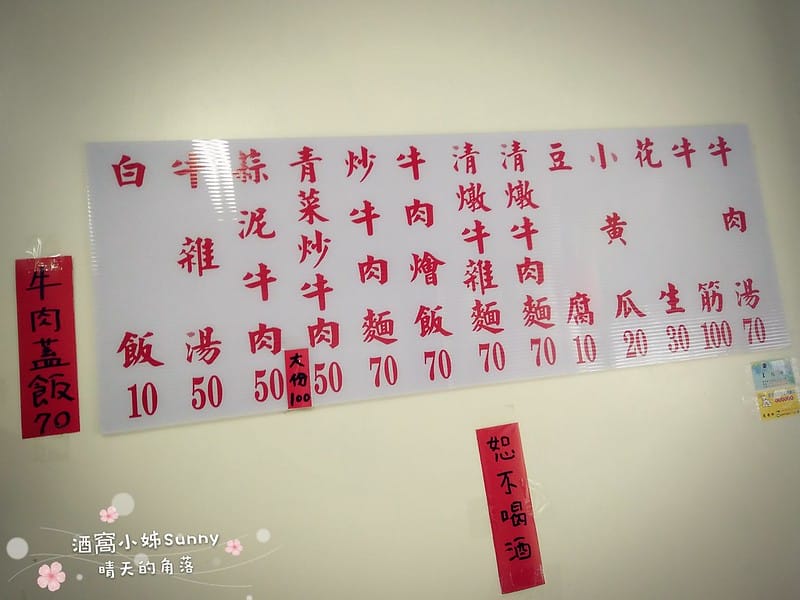 牛肉湯 70
牛筋 100
花生 30
小黃瓜 20
豆腐 10
清燉牛肉麵 70
清燉牛雜麵 70
牛肉燴飯 70
炒牛肉麵 70
青菜炒牛肉 50
大份 100
蒜泥牛肉 50
牛雜湯 50
白飯 10
牛肉蓋飯 70
恕不喝酒
酒窩小姊Sunny
晴天的角落